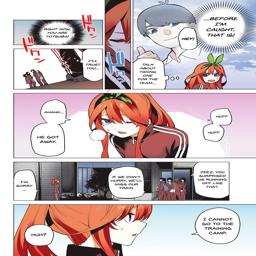 ...BEFORE
I'M
CAUGHT,
THAT IS!
HEY!
TALK
ABOUT
TAKING
ONE FOR
THE TEAM...
RIGHT NOW,
YOU ARE
YOTSUBA!
I'LL
TRUST
YOU...
HUFF
HUFF
AHAHA...
HE GOT
AWAY.
JEEZ, YOU
SURPRISED
US RUNNING
OFF LIKE
THAT.
IF WE DON'T
HURRY, WE'LL
MISS OUR
TRAIN.
I'M
SORRY...
I CANNOT
GO TO THE
TRAINING
CAMP.
HUH?